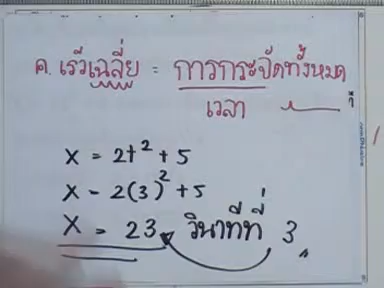 ค. เร็วเฉลี่ย = การกระจัดทั้งหมด
เวลา
x = 2t² + 5
x = 2(3)² + 5
x = 23 วินาทีที่ 3